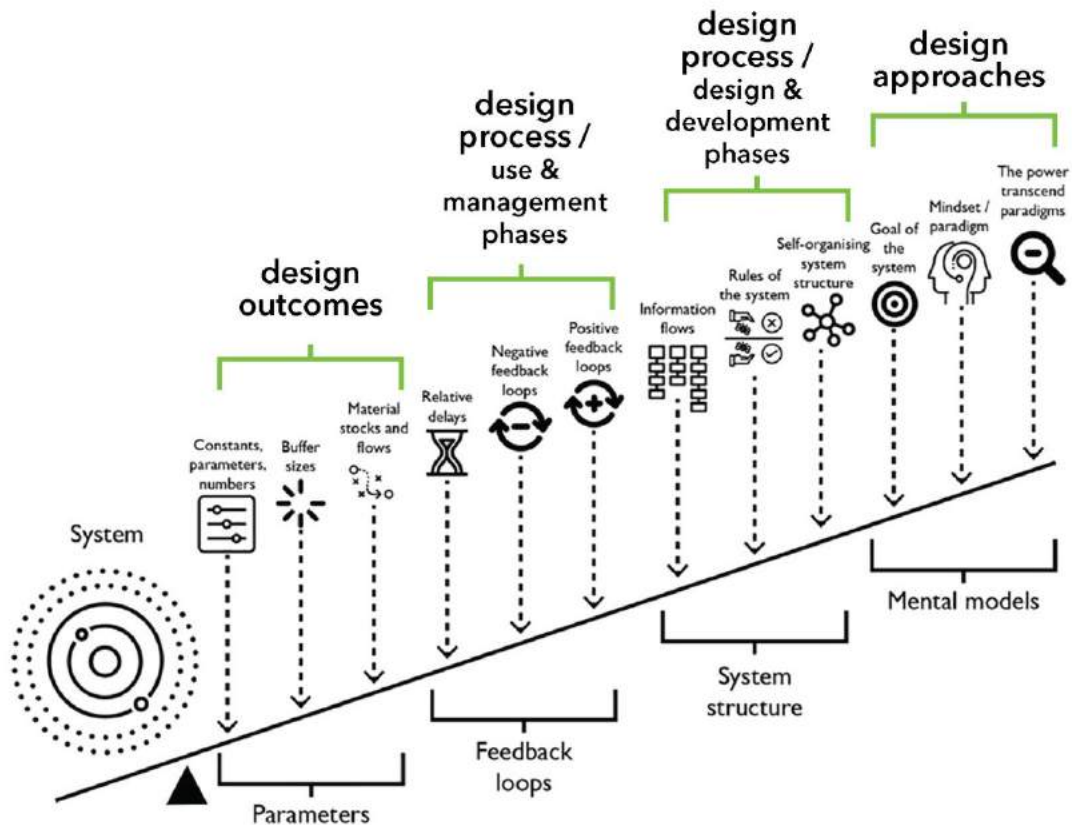 design
outcomes
design
process /
use &
management
phases
design
process /
design &
development
phases
design
approaches
System
Constants,
parameters,
numbers
Buffer
sizes
Material
stocks and
flows
Relative
delays
Negative
feedback
loops
Positive
feedback
loops
Information
flows
Rules of
the system
Self-organising
system
structure
Goal of
the
system
Mindset /
paradigm
The power
transcend
paradigms
Parameters
Feedback
loops
System
structure
Mental models